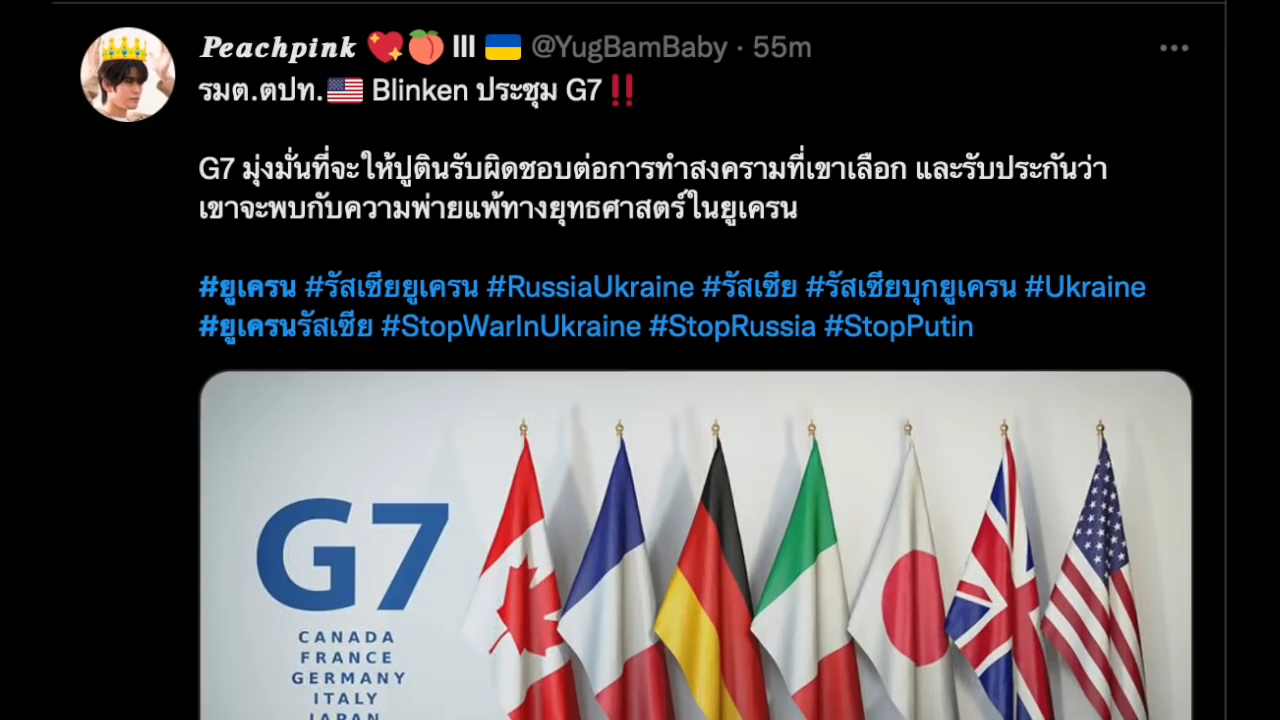 Peachpink 💖🍑 lll 🇺🇦 @YugBamBaby · 55m
รมต.ตปท.🇺🇸 Blinken ประชุม G7‼️
G7 มุ่งมั่นที่จะให้ปูตินรับผิดชอบต่อการทำสงครามที่เขาเลือก และรับประกันว่า
เขาจะพบกับความพ่ายแพ้ทางยุทธศาสตร์ในยูเครน
#ยูเครน #รัสเซียยูเครน #RussiaUkraine #รัสเซีย #รัสเซียบุกยูเครน #Ukraine
#ยูเครนรัสเซีย #StopWarInUkraine #StopRussia #StopPutin
G7
CANADA
FRANCE
GERMANY
ITALY
JAPAN